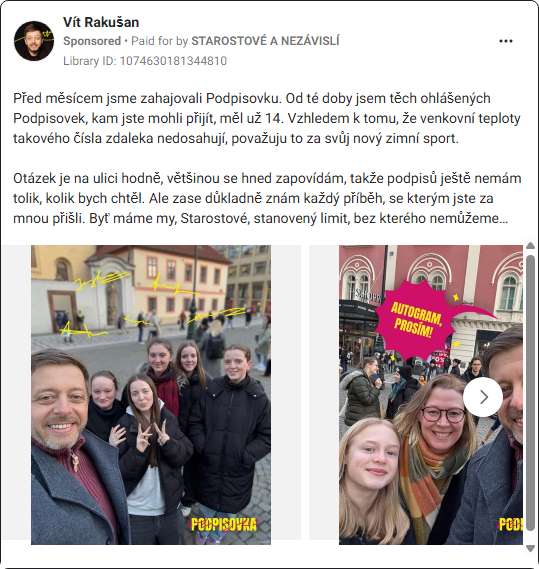 Vít Rakušan
Sponsored • Paid for by STAROSTOVÉ A NEZÁVISLÍ
Library ID: 1074630181344810
Před měsícem jsme zahajovali Podpisovku. Od té doby jsem těch ohlášených
Podpisovek, kam jste mohli přijít, měl už 14. Vzhledem k tomu, že venkovní teploty
takového čísla zdaleka nedosahují, považuju to za svůj nový zimní sport.
Otázek je na ulici hodně, většinou se hned zapovídám, takže podpisů ještě nemám
tolik, kolik bych chtěl. Ale zase důkladně znám každý příběh, se kterým jste za
mnou přišli. Byť máme my, Starostové, stanovený limit, bez kterého nemůžeme...
AUTOGRAM,
PROSÍM!
PODPISOVKA
PODP